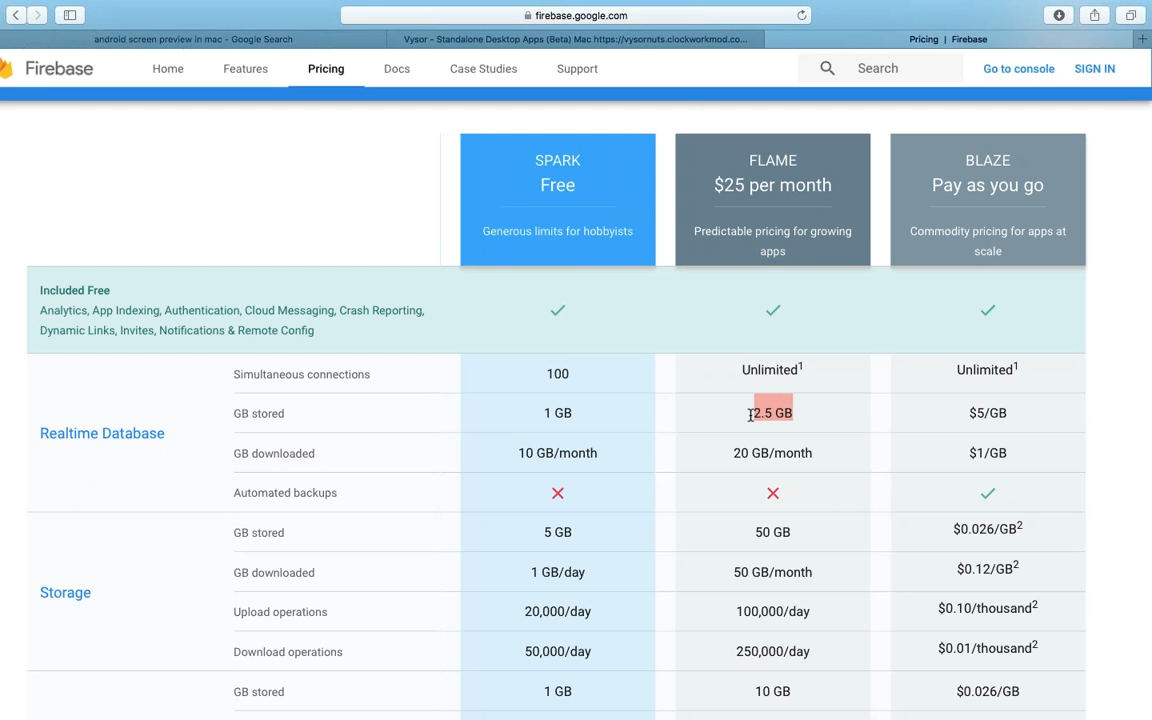 firebase.google.com
android screen preview in mac - Google Search
Vysor - Standalone Desktop Apps (Beta) Mac https://vysornuts.clockworkmod.co...
Pricing | Firebase
Firebase
Home
Features
Pricing
Docs
Case Studies
Support
Search
Go to console
SIGN IN
SPARK
Free
Generous limits for hobbyists
FLAME
$25 per month
Predictable pricing for growing
apps
BLAZE
Pay as you go
Commodity pricing for apps at
scale
Included Free
Analytics, App Indexing, Authentication, Cloud Messaging, Crash Reporting,
Dynamic Links, Invites, Notifications & Remote Config
Realtime Database
Simultaneous connections
100
Unlimited1
Unlimited1
GB stored
1 GB
2.5 GB
$5/GB
GB downloaded
10 GB/month
20 GB/month
$1/GB
Automated backups
Storage
GB stored
5 GB
50 GB
$0.026/GB2
GB downloaded
1 GB/day
50 GB/month
$0.12/GB2
Upload operations
20,000/day
100,000/day
$0.10/thousand2
Download operations
50,000/day
250,000/day
$0.01/thousand2
GB stored
1 GB
10 GB
$0.026/GB